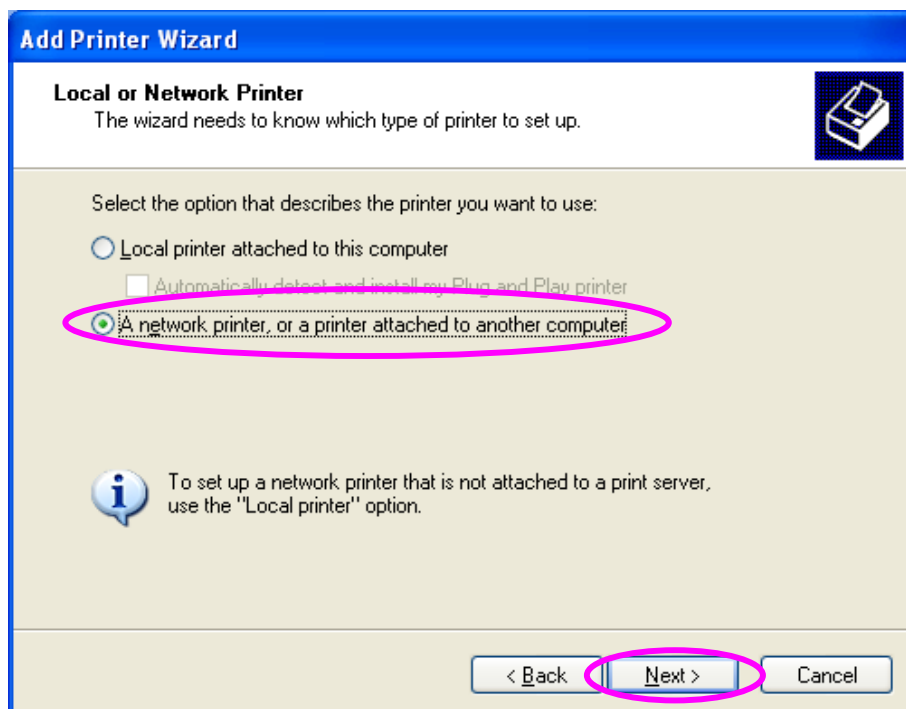 Add Printer Wizard
Local or Network Printer
The wizard needs to know which type of printer to set up.
Select the option that describes the printer you want to use:
Local printer attached to this computer
Automatically detect and install my Plug and Play printer
A network printer, or a printer attached to another computer
To set up a network printer that is not attached to a print server,
use the "Local printer" option.
< Back Next > Cancel